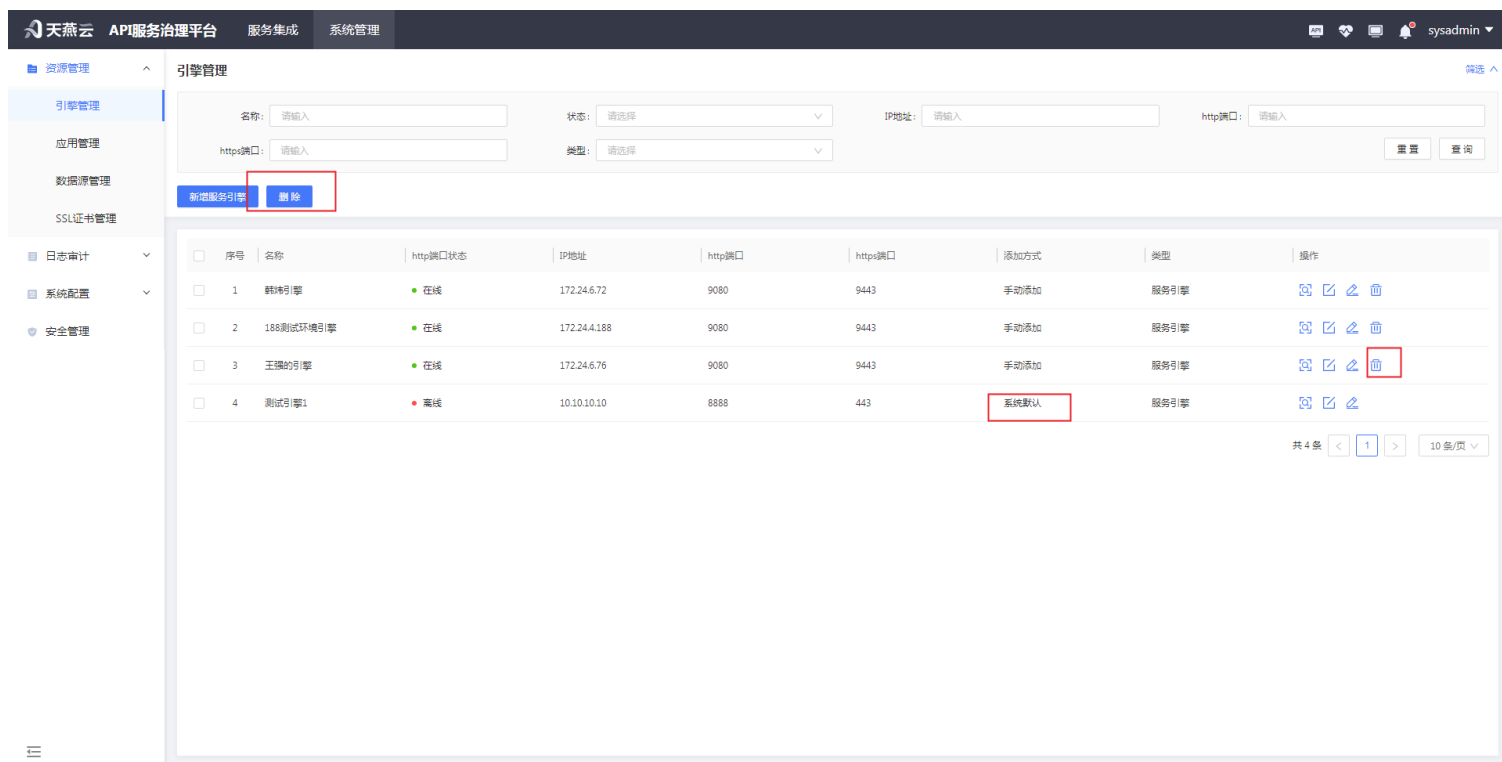 天燕云 API服务治理平台 服务集成 系统管理 API sysadmin
资源管理
引擎管理
应用管理
数据源管理
SSL证书管理
日志审计
系统配置
安全管理
引擎管理 筛选
名称: 请输入 状态: 请选择 IP地址: 请输入 http端口: 请输入
https端口: 请输入 类型: 请选择 重置 查询
新增服务引擎 删除
序号 名称 http端口状态 IP地址 http端口 https端口 添加方式 类型 操作
1 韩炜引擎 在线 172.24.6.72 9080 9443 手动添加 服务引擎
2 188测试环境引擎 在线 172.24.4.188 9080 9443 手动添加 服务引擎
3 王强的引擎 在线 172.24.6.76 9080 9443 手动添加 服务引擎
4 测试引擎1 离线 10.10.10.10 8888 443 系统默认 服务引擎
共 4 条 < 1 > 10 条/页